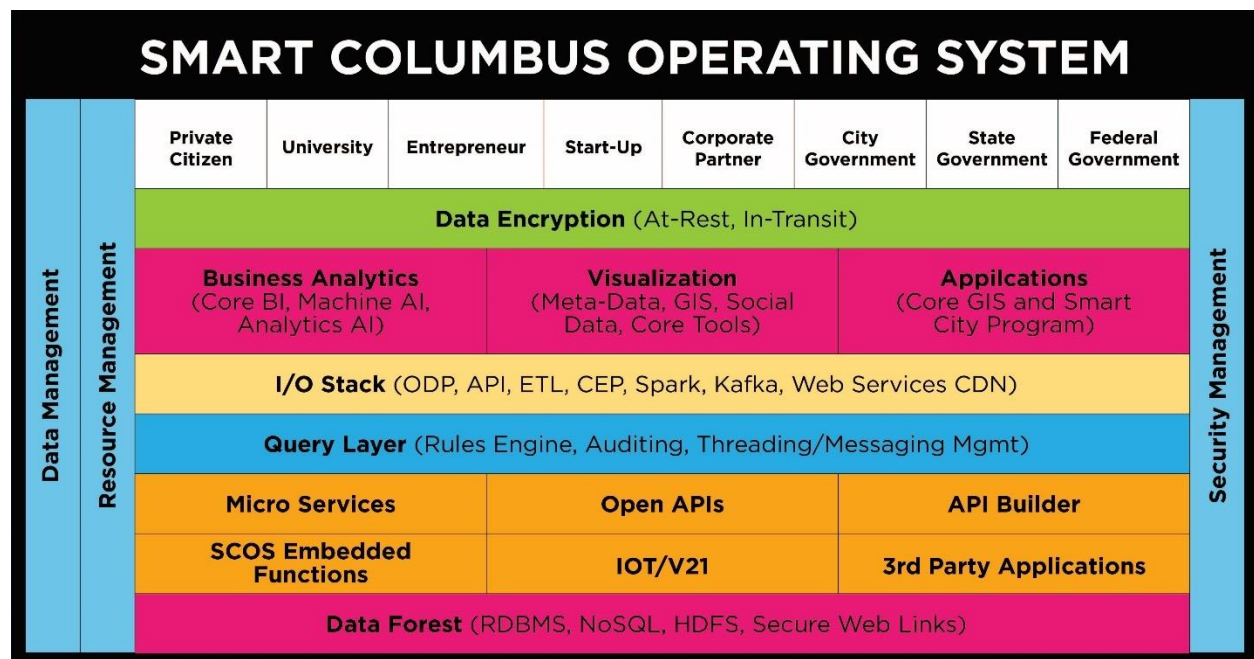 SMART COLUMBUS OPERATING SYSTEM
Data Management
Resource Management
Private
Citizen
University
Entrepreneur
Start-Up
Corporate
Partner
City
Government
State
Government
Federal
Government
Data Encryption (At-Rest, In-Transit)
Business Analytics
(Core BI, Machine AI,
Analytics AI)
Visualization
(Meta-Data, GIS, Social
Data, Core Tools)
Appilcations
(Core GIS and Smart
City Program)
I/O Stack (ODP, API, ETL, CEP, Spark, Kafka, Web Services CDN)
Query Layer (Rules Engine, Auditing, Threading/Messaging Mgmt)
Micro Services
Open APIs
API Builder
SCOS Embedded
Functions
IOT/V21
3rd Party Applications
Data Forest (RDBMS, NoSQL, HDFS, Secure Web Links)
Security Management